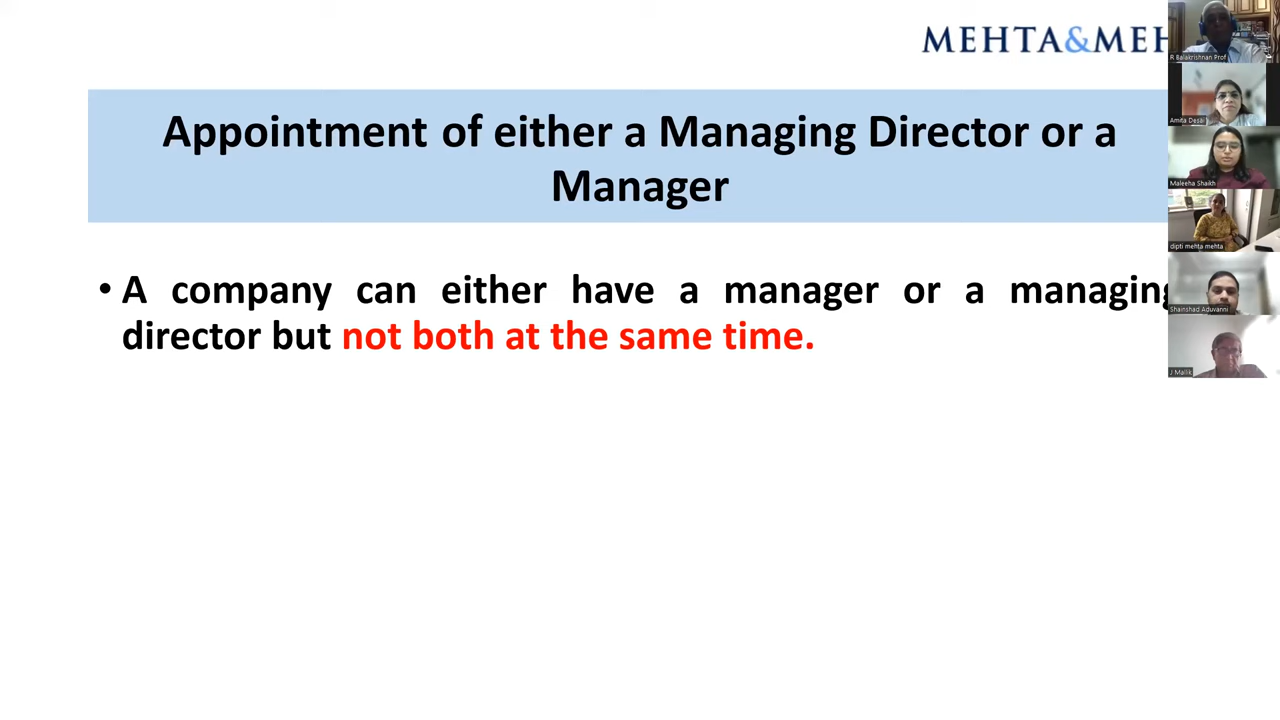 MEHTA&MEH
Appointment of either a Managing Director or a
Manager
• A company can either have a manager or a managing
director but not both at the same time.
R Balakrishnan Prof
Amita Desai
Maleeha Shaikh
dipti mehta mehta
Shainshad Aduvanni
J Mallik